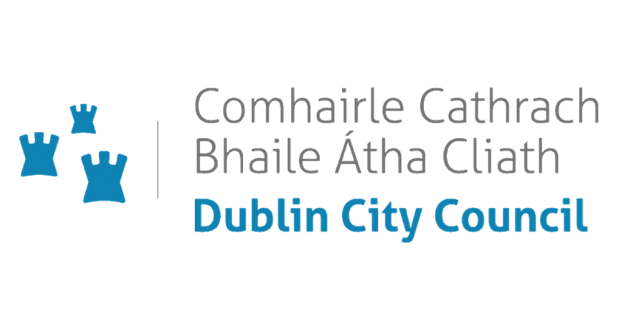 Comhairle Cathrach
Bhaile Átha Cliath
Dublin City Council